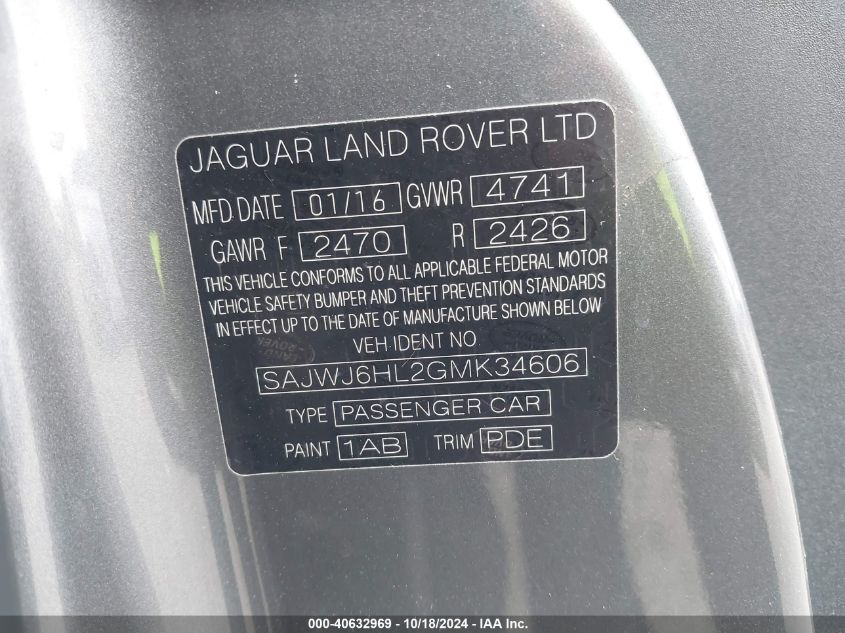 JAGUAR LAND ROVER LTD
MFD DATE 01/16 GVWR 4741
GAWR F 2470 R 2426
THIS VEHICLE CONFORMS TO ALL APPLICABLE FEDERAL MOTOR
VEHICLE SAFETY BUMPER AND THEFT PREVENTION STANDARDS
IN EFFECT UP TO THE DATE OF MANUFACTURE SHOWN BELOW
VEH IDENT NO
SAJWJ6HL2GMK34606
TYPE PASSENGER CAR
PAINT 1AB TRIM PDE
000-40632969 - 10/18/2024 - IAA Inc.